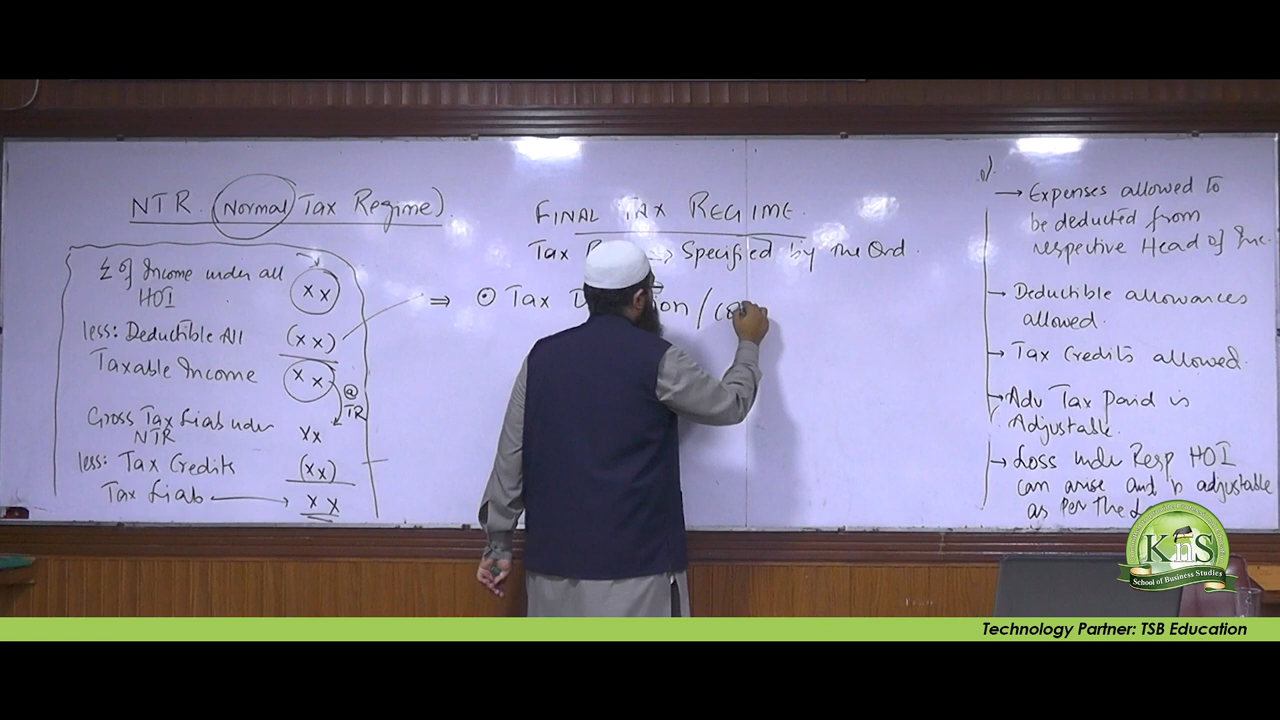 NTR (Normal Tax Regime)
Σ of Income under all
HOI
XX
less: Deductible All (XX)
Taxable Income XX
@
TR
Gross Tax Liab under
NTR
XX
less: Tax Credits (XX)
Tax Liab → XX
FINAL TAX REGIME
Tax → Specified by the Ord.
⇒ ⊙ Tax
→ Expenses allowed to
be deducted from
respective Head of Inc.
→ Deductible allowances
allowed.
→ Tax Credits allowed.
→ Adv Tax paid is
Adjustable.
→ Loss under Resp HOI
can arise and adjustable
as per the
KnS
School of Business Studies
Technology Partner: TSB Education